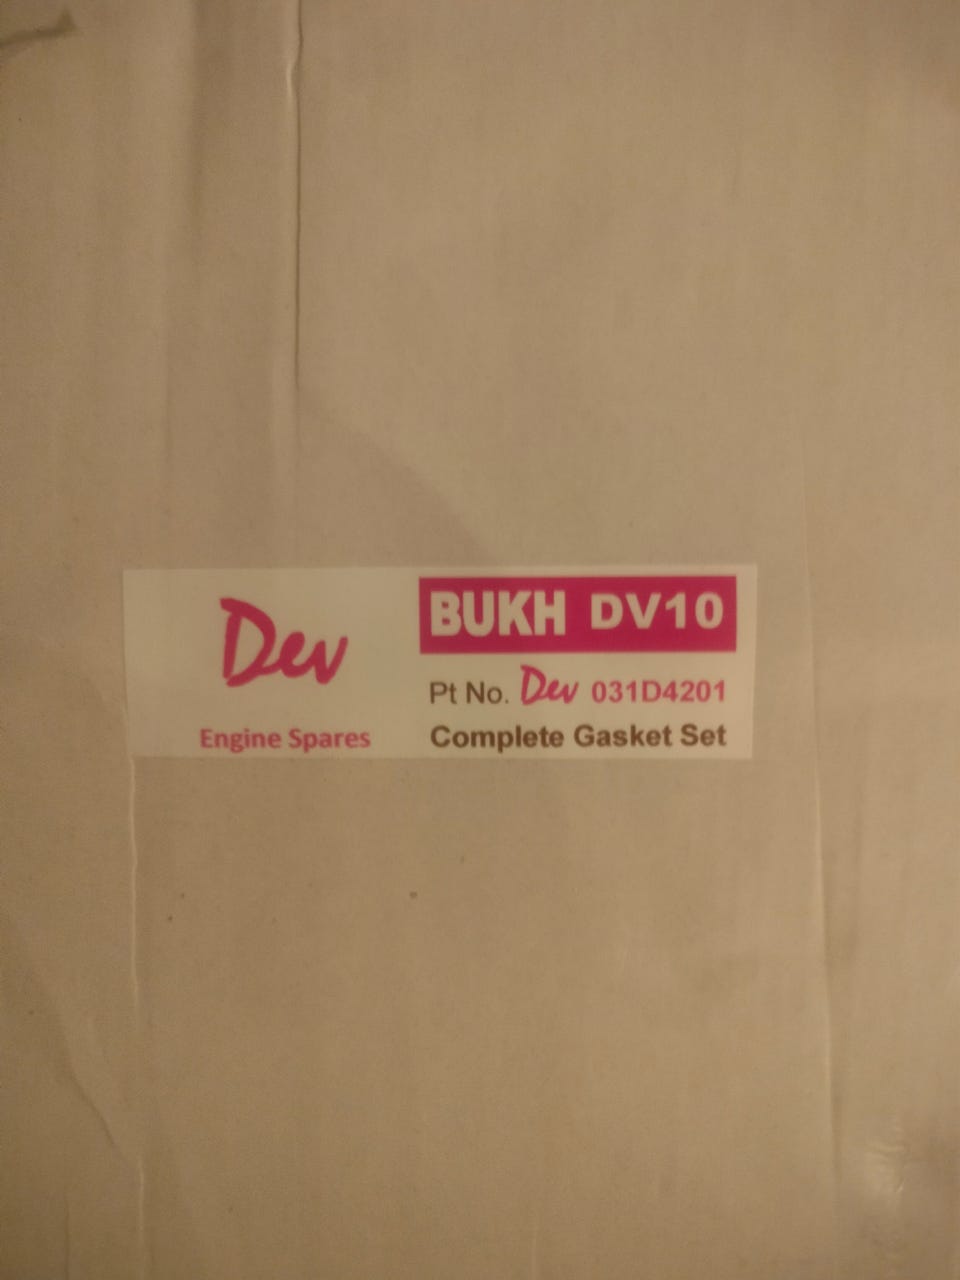 Dev
Engine Spares
BUKH DV10
Pt No. Dev 031D4201
Complete Gasket Set